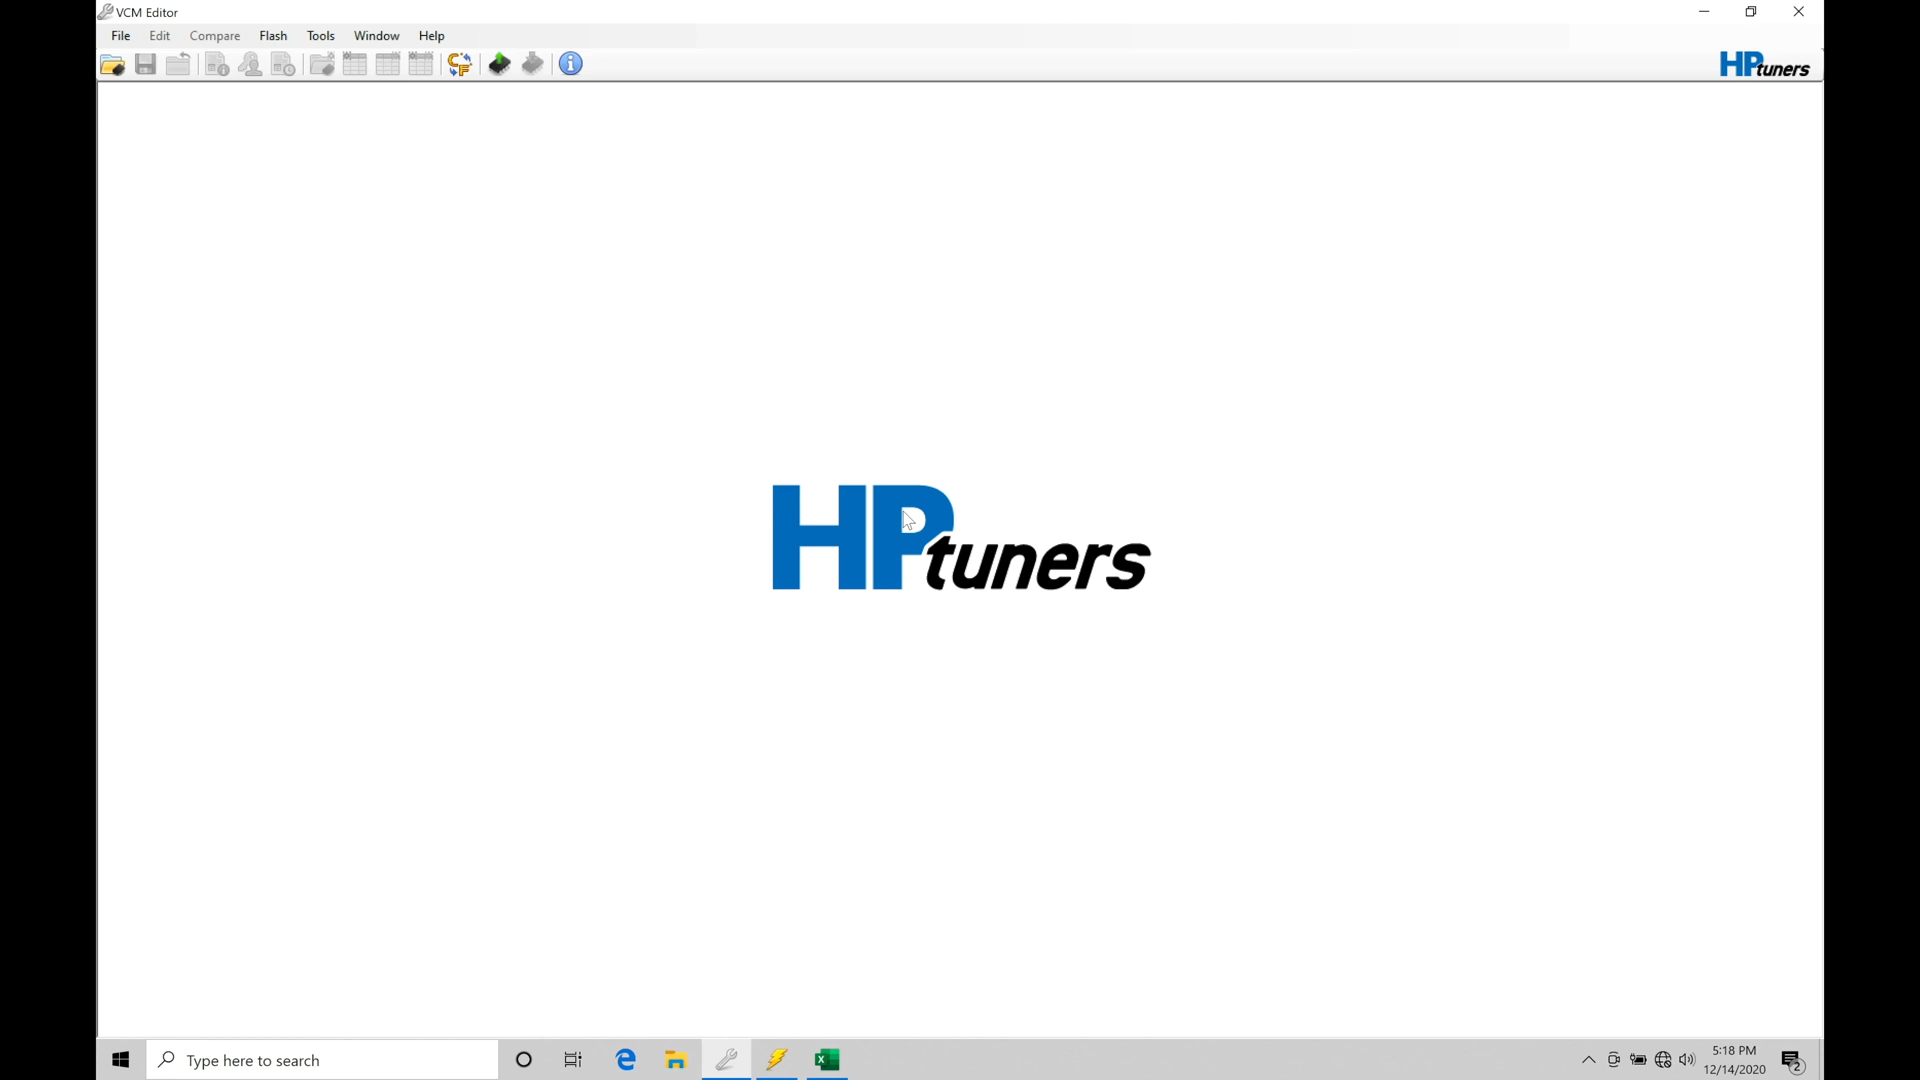 VCM Editor
File Edit Compare Flash Tools Window Help
HPtuners
HPtuners
Type here to search
5:18 PM
12/14/2020
2